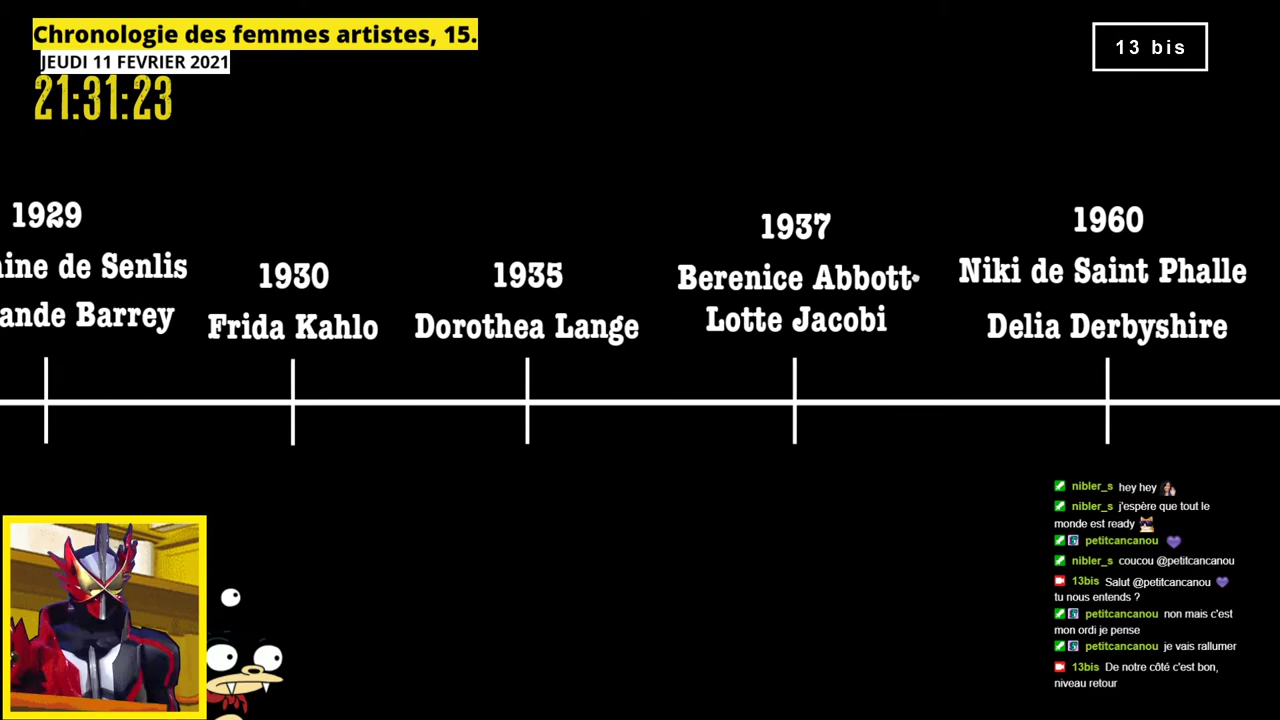 Chronologie des femmes artistes, 15.
JEUDI 11 FEVRIER 2021
21:31:23
13 bis
1929
ine de Senlis
ande Barrey
1930
Frida Kahlo
1935
Dorothea Lange
1937
Berenice Abbott·
Lotte Jacobi
1960
Niki de Saint Phalle
Delia Derbyshire
nibler_s hey hey
nibler_s j'espère que tout le
monde est ready
petitcancanou
nibler_s coucou @petitcancanou
13bis Salut @petitcancanou
tu nous entends ?
petitcancanou non mais c'est
mon ordi je pense
petitcancanou je vais rallumer
13bis De notre côté c'est bon,
niveau retour